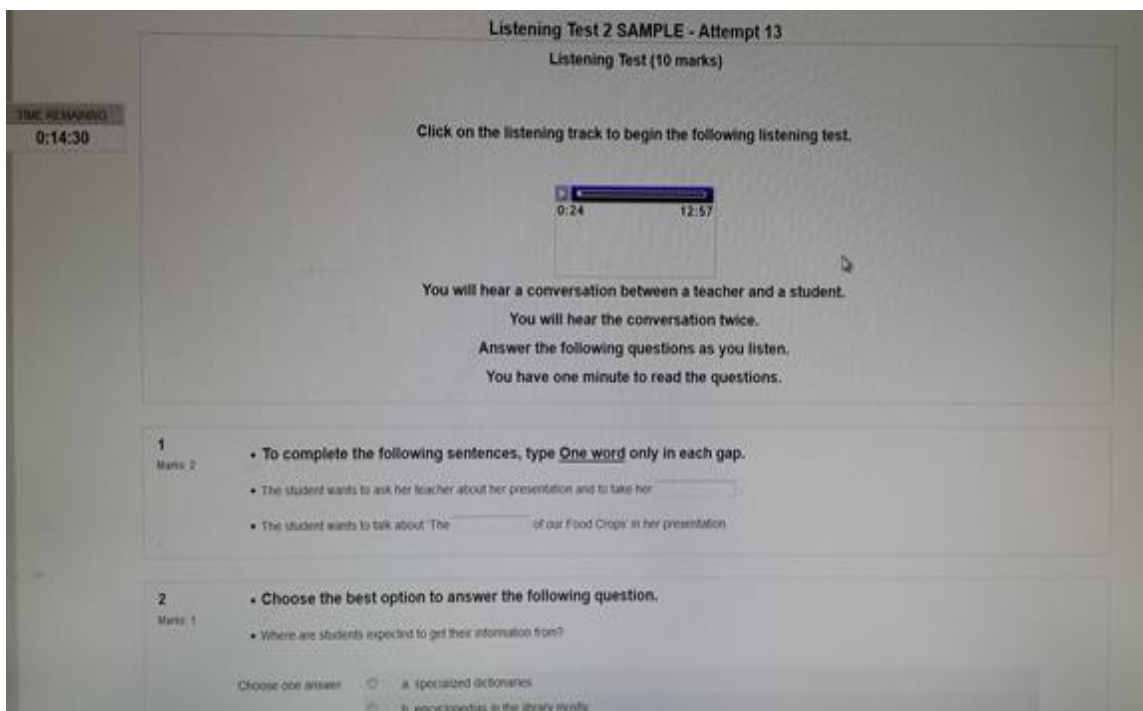 Listening Test 2 SAMPLE - Attempt 13
Listening Test (10 marks)
TIME REMAINING
0:14:30
Click on the listening track to begin the following listening test.
0:24 12:57
You will hear a conversation between a teacher and a student.
You will hear the conversation twice.
Answer the following questions as you listen.
You have one minute to read the questions.
1
Marks: 2
• To complete the following sentences, type One word only in each gap.
• The student wants to ask her teacher about her presentation and to take her
• The student wants to talk about 'The of our Food Crops' in her presentation.
2
Marks: 1
• Choose the best option to answer the following question.
• Where are students expected to get their information from?
Choose one answer. a. specialized dictionaries
b. encyclopedias in the library mostly